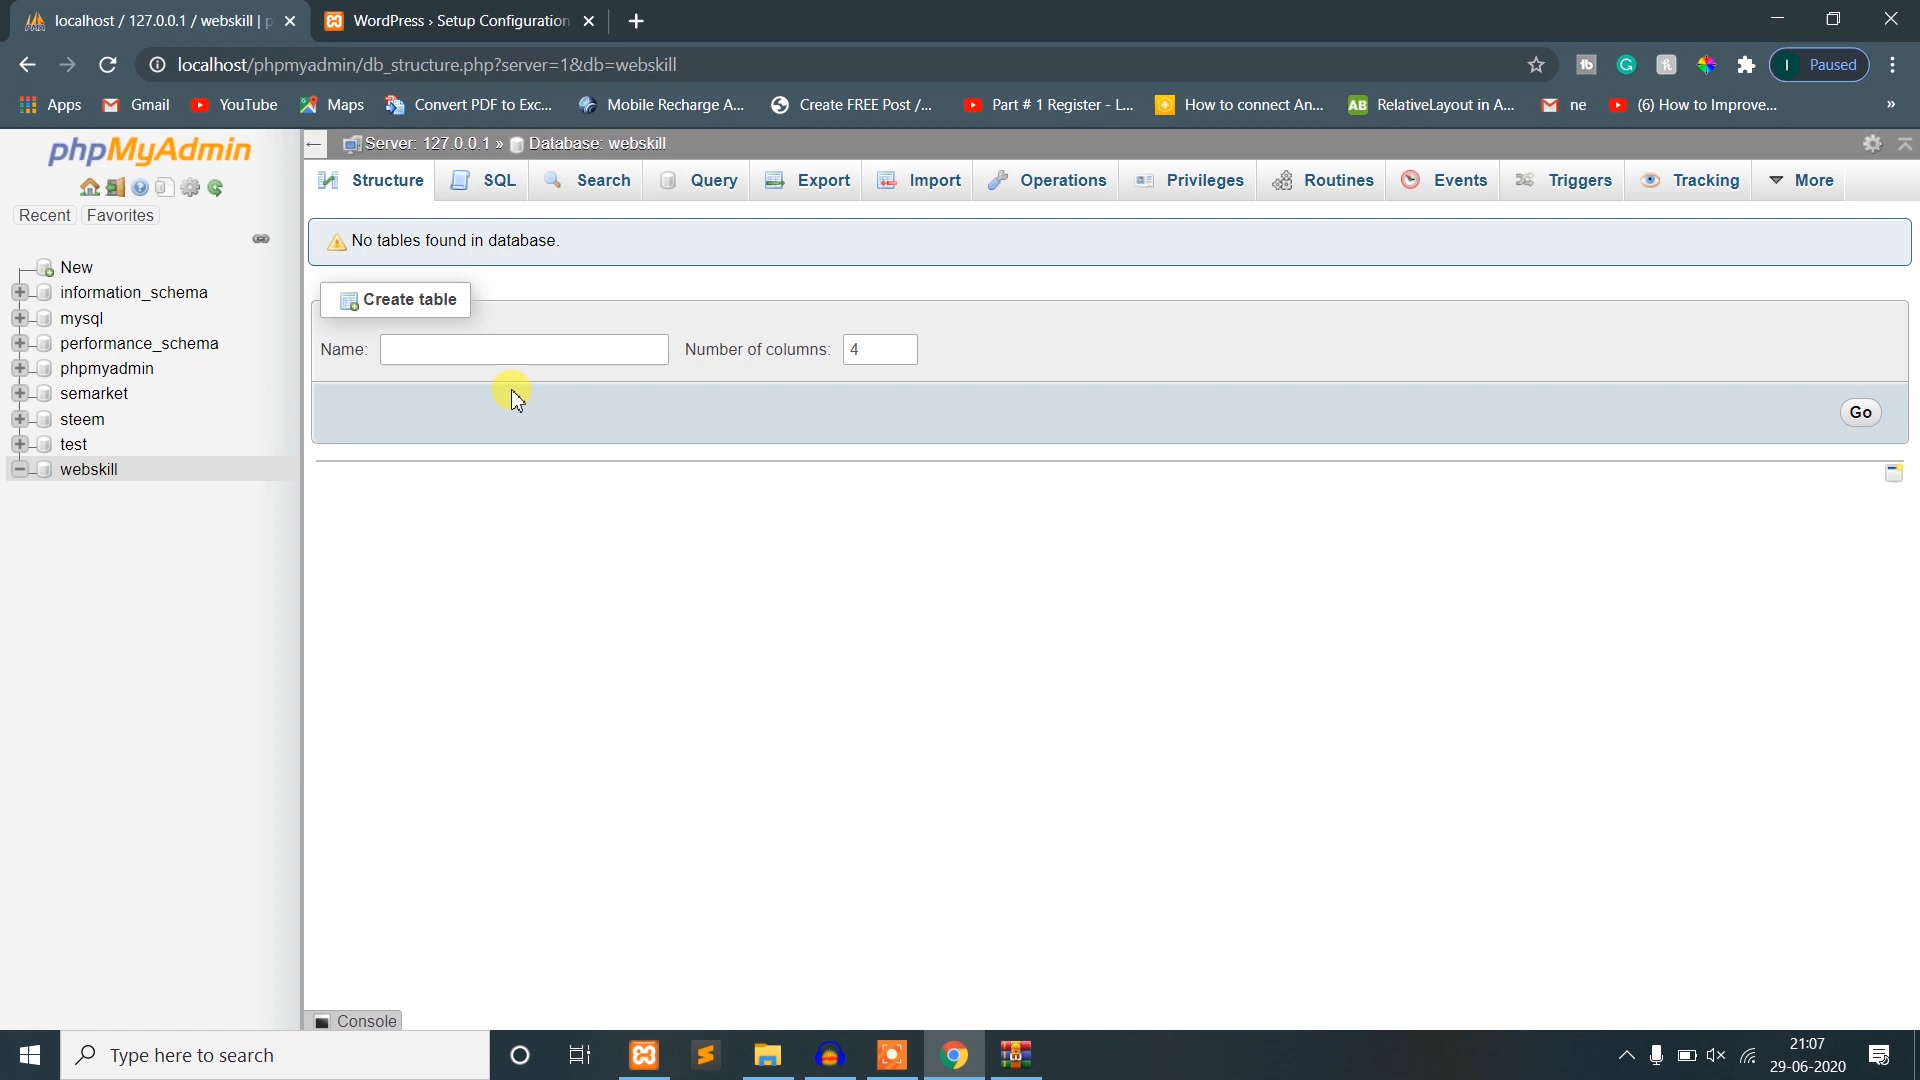 localhost / 127.0.0.1 / webskill | p
WordPress › Setup Configuration
localhost/phpmyadmin/db_structure.php?server=1&db=webskill
Paused
Apps
Gmail
YouTube
Maps
Convert PDF to Exc...
Mobile Recharge A...
Create FREE Post /...
Part # 1 Register - L...
How to connect An...
RelativeLayout in A...
ne
(6) How to Improve...
»
phpMyAdmin
Recent
Favorites
New
information_schema
mysql
performance_schema
phpmyadmin
semarket
steem
test
webskill
Server: 127.0.0.1 » Database: webskill
Structure
SQL
Search
Query
Export
Import
Operations
Privileges
Routines
Events
Triggers
Tracking
More
No tables found in database.
Create table
Name:
Number of columns: 4
Go
Console
Type here to search
21:07
29-06-2020